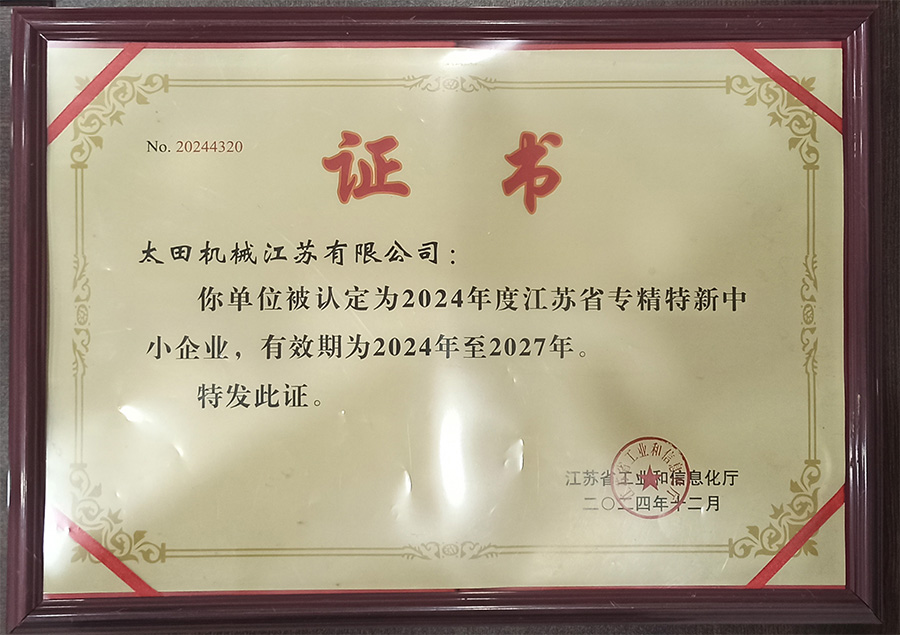 No. 20244320
证书
太田机械江苏有限公司：
你单位被认定为2024年度江苏省专精特新中
小企业，有效期为2024年至2027年。
特发此证。
江苏省工业和信息化厅
二〇二四年十二月